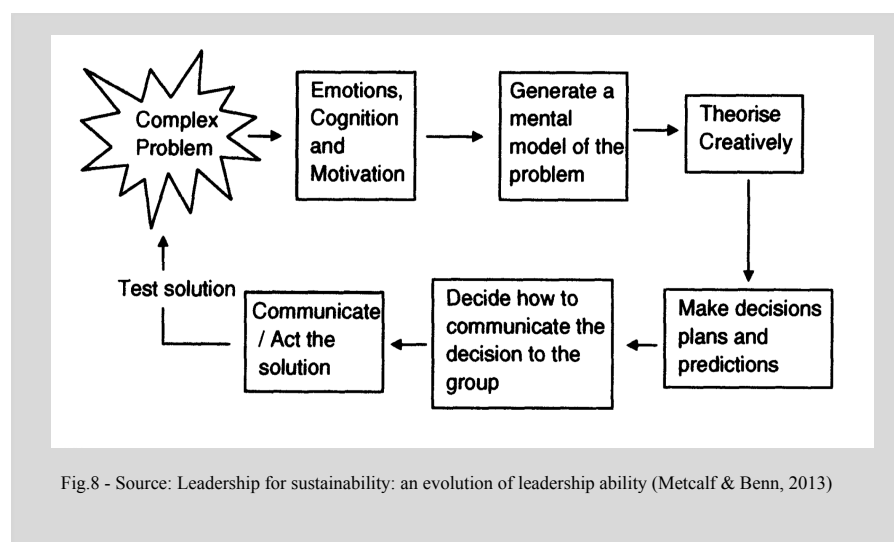 Complex
Problem
Emotions,
Cognition
and
Motivation
Generate a
mental
model of the
problem
Theorise
Creatively
Make decisions
plans and
predictions
Decide how to
communicate the
decision to the
group
Communicate
/ Act the
solution
Test solution
Fig.8 - Source: Leadership for sustainability: an evolution of leadership ability (Metcalf & Benn, 2013)